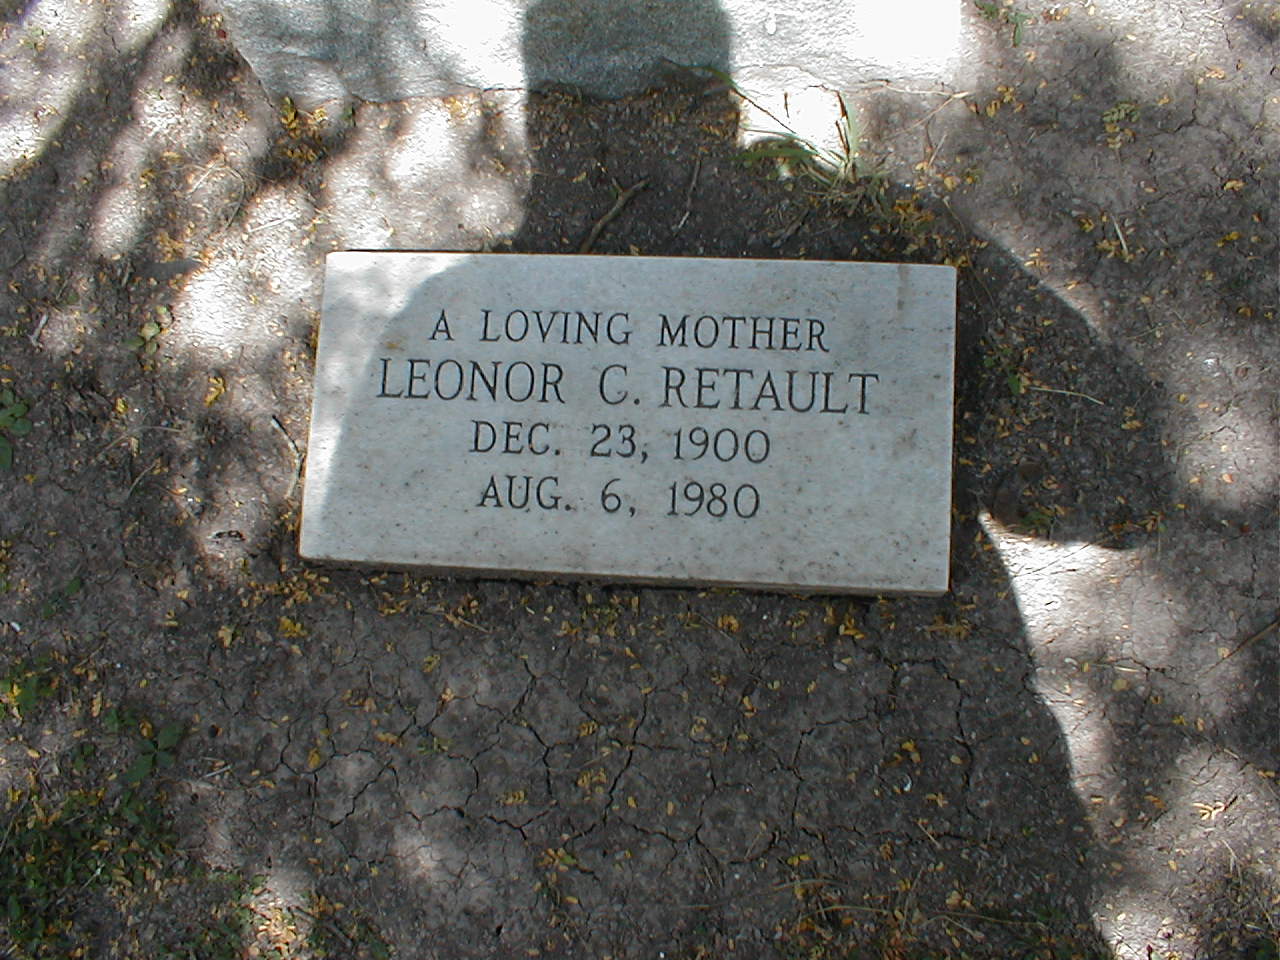 A LOVING MOTHER
LEONOR C. RETAULT
DEC. 23, 1900
AUG. 6, 1980